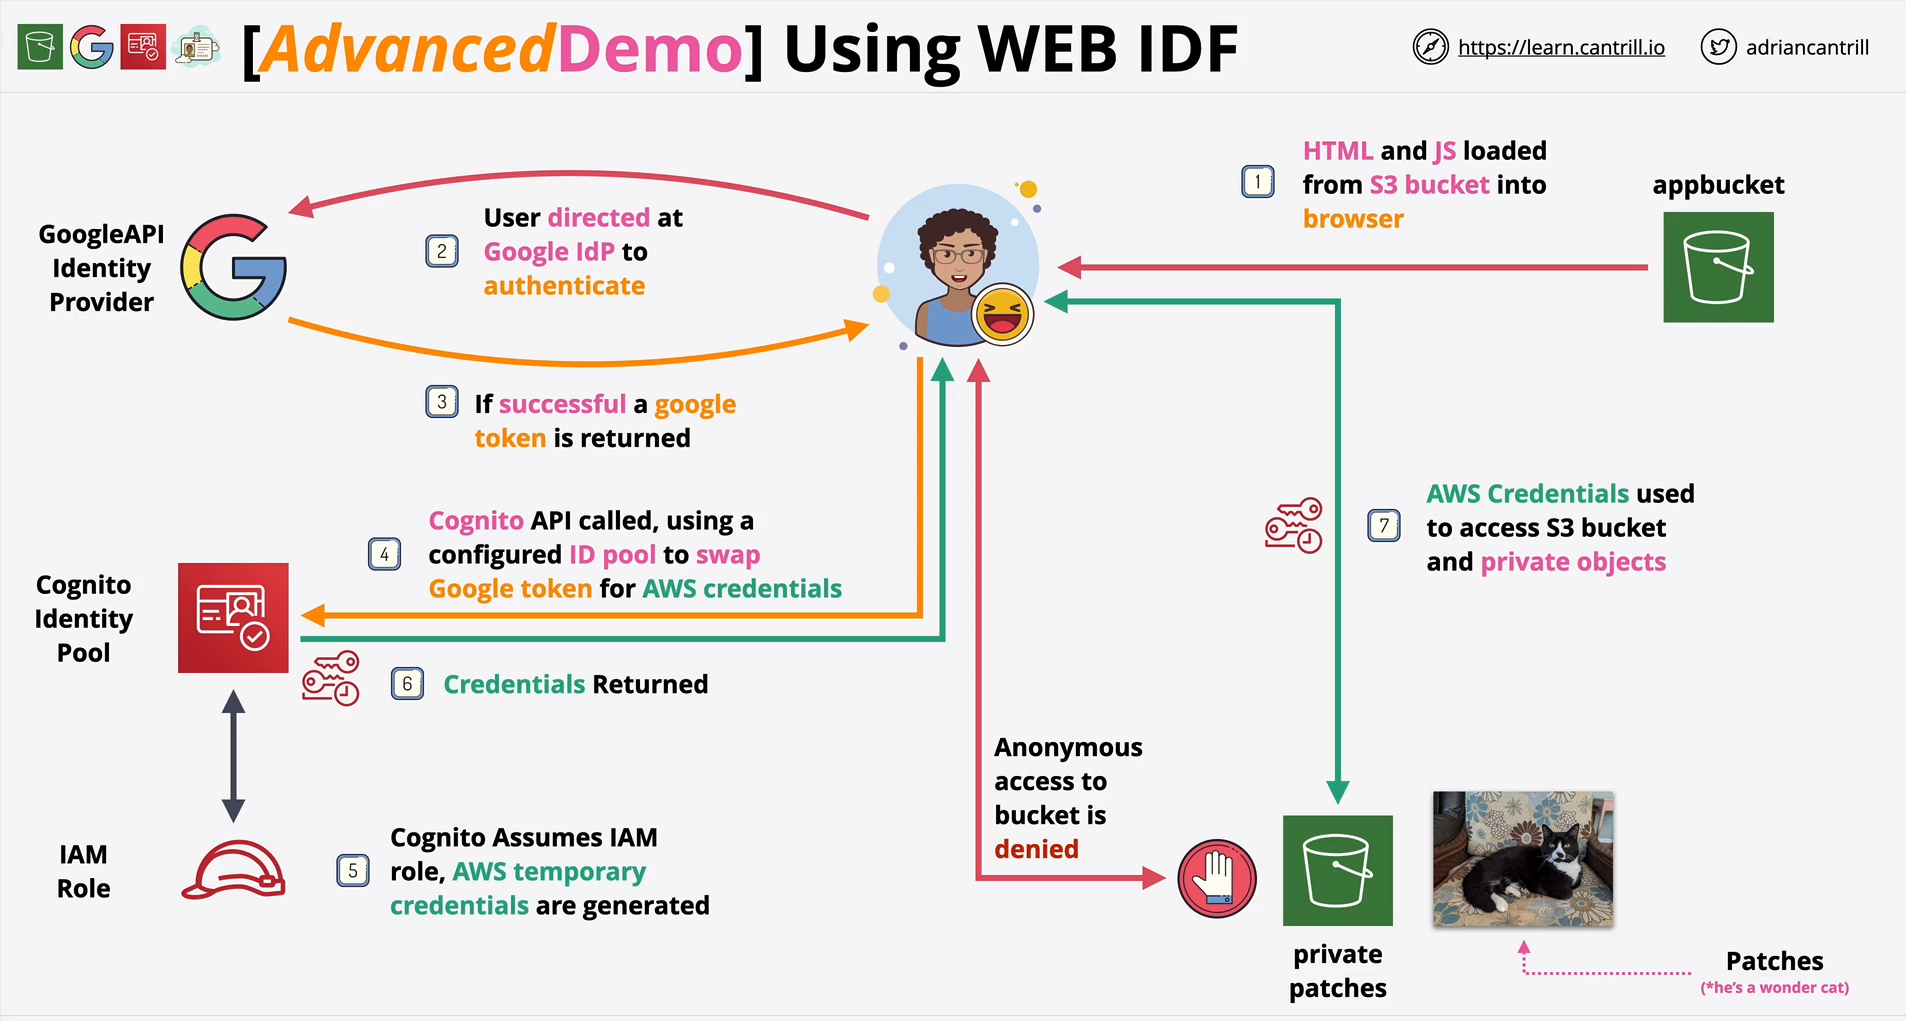 [AdvancedDemo] Using WEB IDF
https://learn.cantrill.io
adriancantrill
1
HTML and JS loaded
from S3 bucket into
browser
appbucket
GoogleAPI
Identity
Provider
2
User directed at
Google IdP to
authenticate
3
If successful a google
token is returned
4
Cognito API called, using a
configured ID pool to swap
Google token for AWS credentials
7
AWS Credentials used
to access S3 bucket
and private objects
Cognito
Identity
Pool
6
Credentials Returned
Anonymous
access to
bucket is
denied
IAM
Role
5
Cognito Assumes IAM
role, AWS temporary
credentials are generated
private
patches
Patches
(*he's a wonder cat)